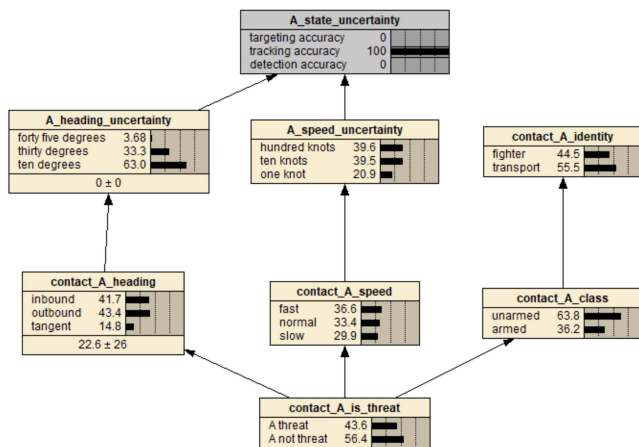 A_state_uncertainty
targeting accuracy 0
tracking accuracy 100
detection accuracy 0
A_heading_uncertainty
forty five degrees 3.68
thirty degrees 33.3
ten degrees 63.0
0 ± 0
A_speed_uncertainty
hundred knots 39.6
ten knots 39.5
one knot 20.9
contact_A_identity
fighter 44.5
transport 55.5
contact_A_heading
inbound 41.7
outbound 43.4
tangent 14.8
22.6 ± 26
contact_A_speed
fast 36.6
normal 33.4
slow 29.9
contact_A_class
unarmed 63.8
armed 36.2
contact_A_is_threat
A threat 43.6
A not threat 56.4